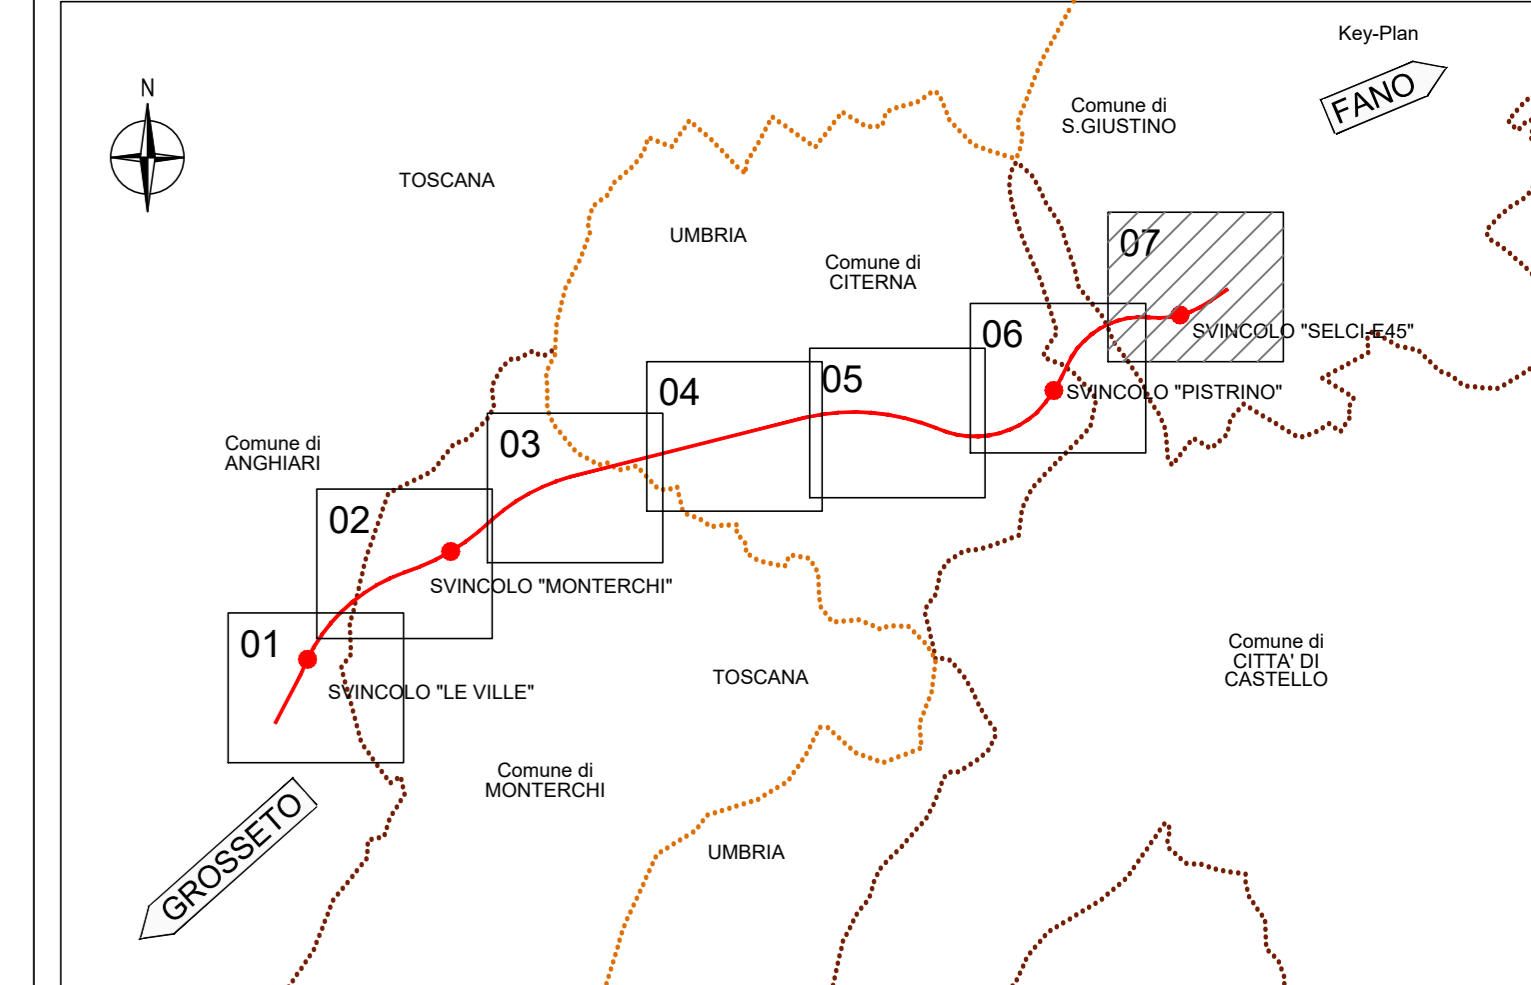 Key-Plan
N
FANO
Comune di
S.GIUSTINO
TOSCANA
UMBRIA
07
Comune di
CITERNA
06
SVINCOLO "SELCI-E45"
05
04
SVINCOLO "PISTRINO"
03
Comune di
ANGHIARI
02
SVINCOLO "MONTERCHI"
01
SVINCOLO "LE VILLE"
TOSCANA
Comune di
CITTA' DI
CASTELLO
Comune di
MONTERCHI
GROSSETO
UMBRIA